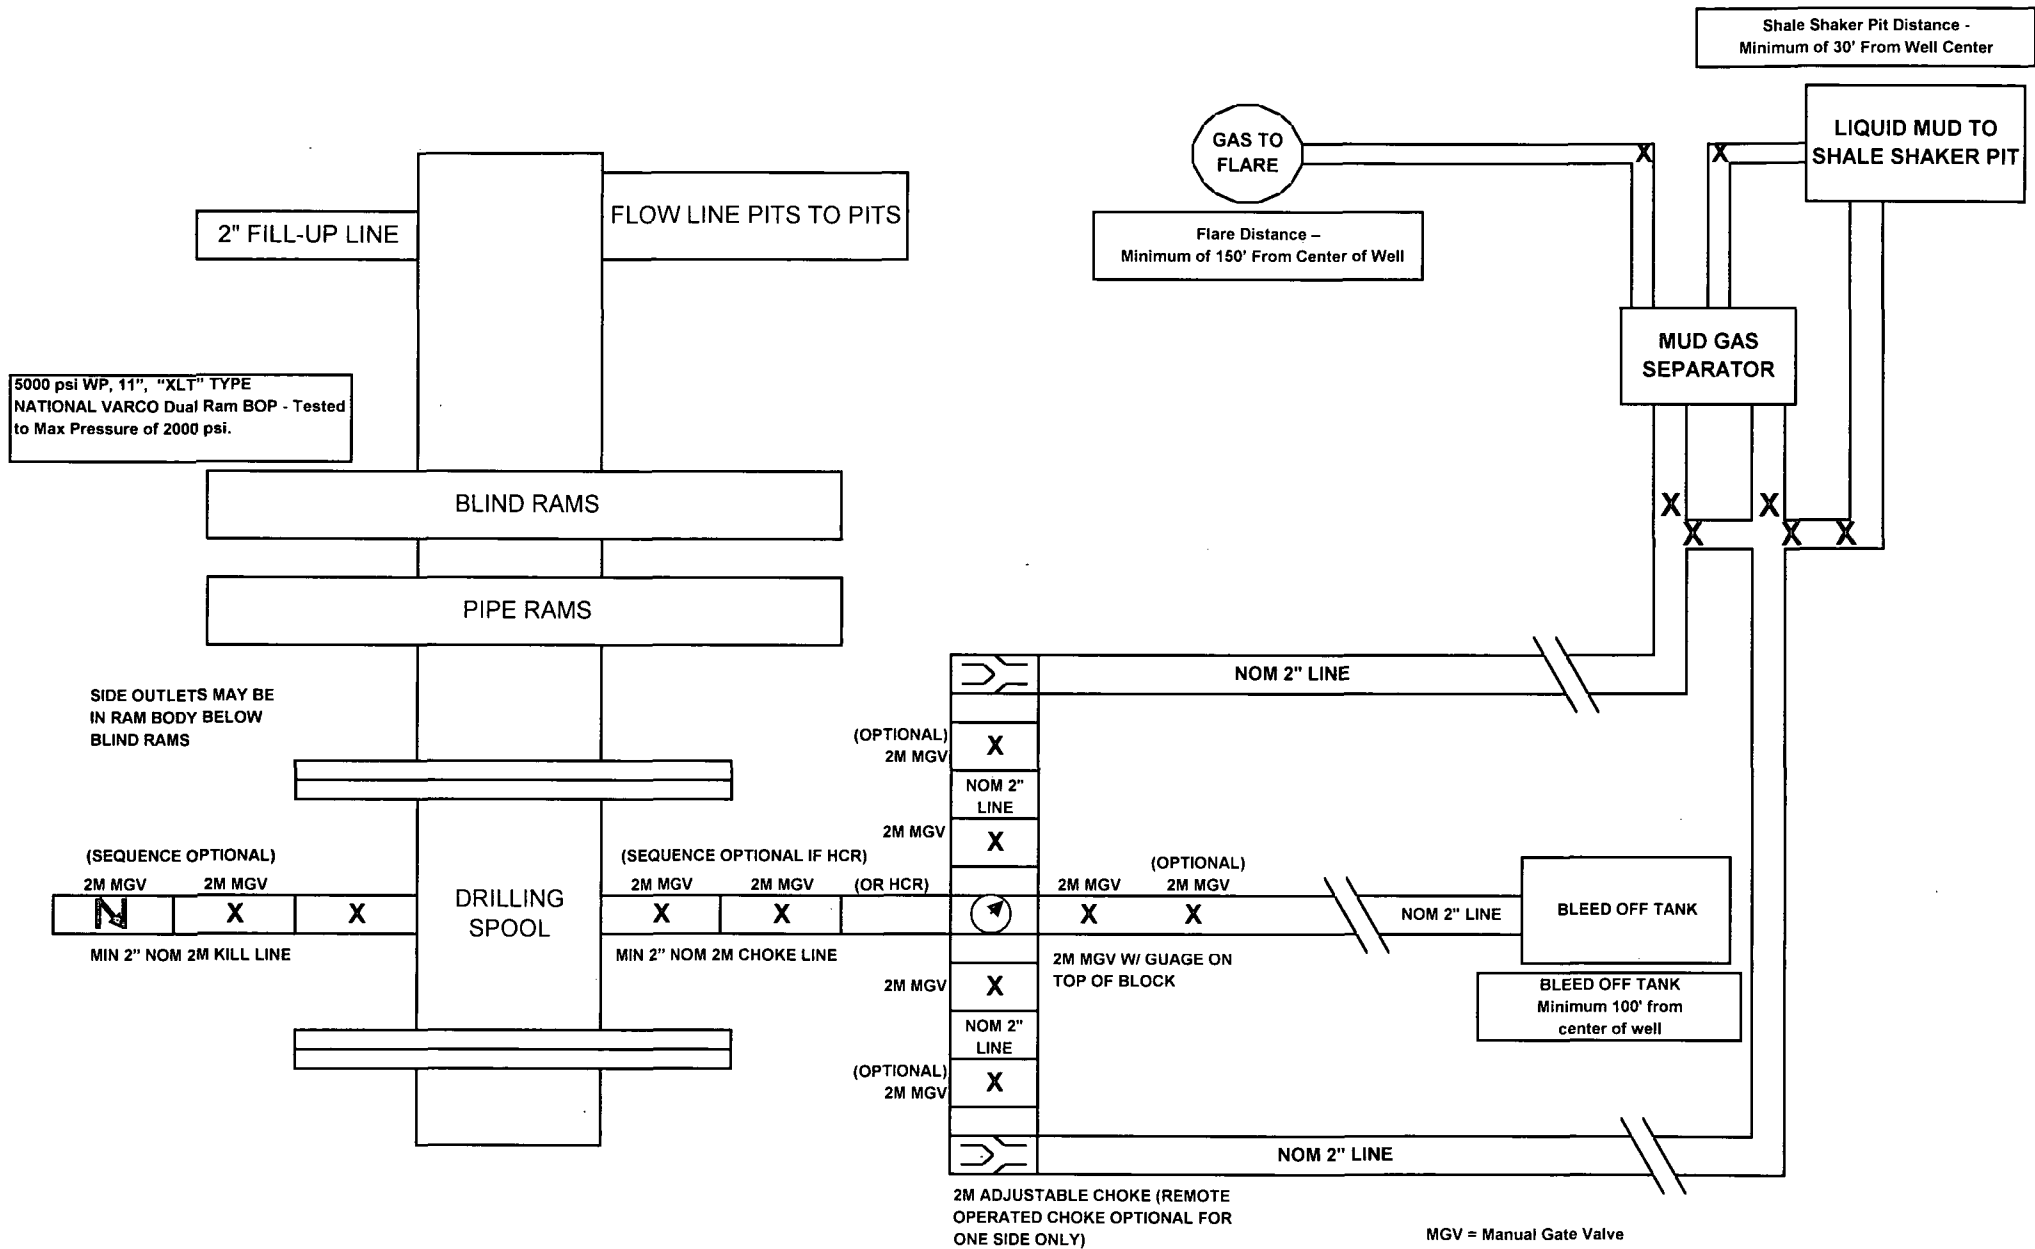 Shale Shaker Pit Distance -
Minimum of 30' From Well Center
LIQUID MUD TO
SHALE SHAKER PIT
GAS TO
FLARE
X
X
Flare Distance –
Minimum of 150' From Center of Well
FLOW LINE PITS TO PITS
2" FILL-UP LINE
MUD GAS
SEPARATOR
5000 psi WP, 11", "XLT" TYPE
NATIONAL VARCO Dual Ram BOP - Tested
to Max Pressure of 2000 psi.
BLIND RAMS
X
X
X
X
X
PIPE RAMS
SIDE OUTLETS MAY BE
IN RAM BODY BELOW
BLIND RAMS
NOM 2" LINE
(OPTIONAL)
2M MGV
X
NOM 2"
LINE
2M MGV
X
(SEQUENCE OPTIONAL)
2M MGV
2M MGV
X
X
MIN 2" NOM 2M KILL LINE
DRILLING
SPOOL
(SEQUENCE OPTIONAL IF HCR)
2M MGV
2M MGV
(OR HCR)
X
X
MIN 2" NOM 2M CHOKE LINE
(OPTIONAL)
2M MGV
2M MGV
X
X
NOM 2" LINE
BLEED OFF TANK
2M MGV W/ GUAGE ON
TOP OF BLOCK
BLEED OFF TANK
Minimum 100' from
center of well
2M MGV
X
NOM 2"
LINE
(OPTIONAL)
2M MGV
X
NOM 2" LINE
2M ADJUSTABLE CHOKE (REMOTE
OPERATED CHOKE OPTIONAL FOR
ONE SIDE ONLY)
MGV = Manual Gate Valve